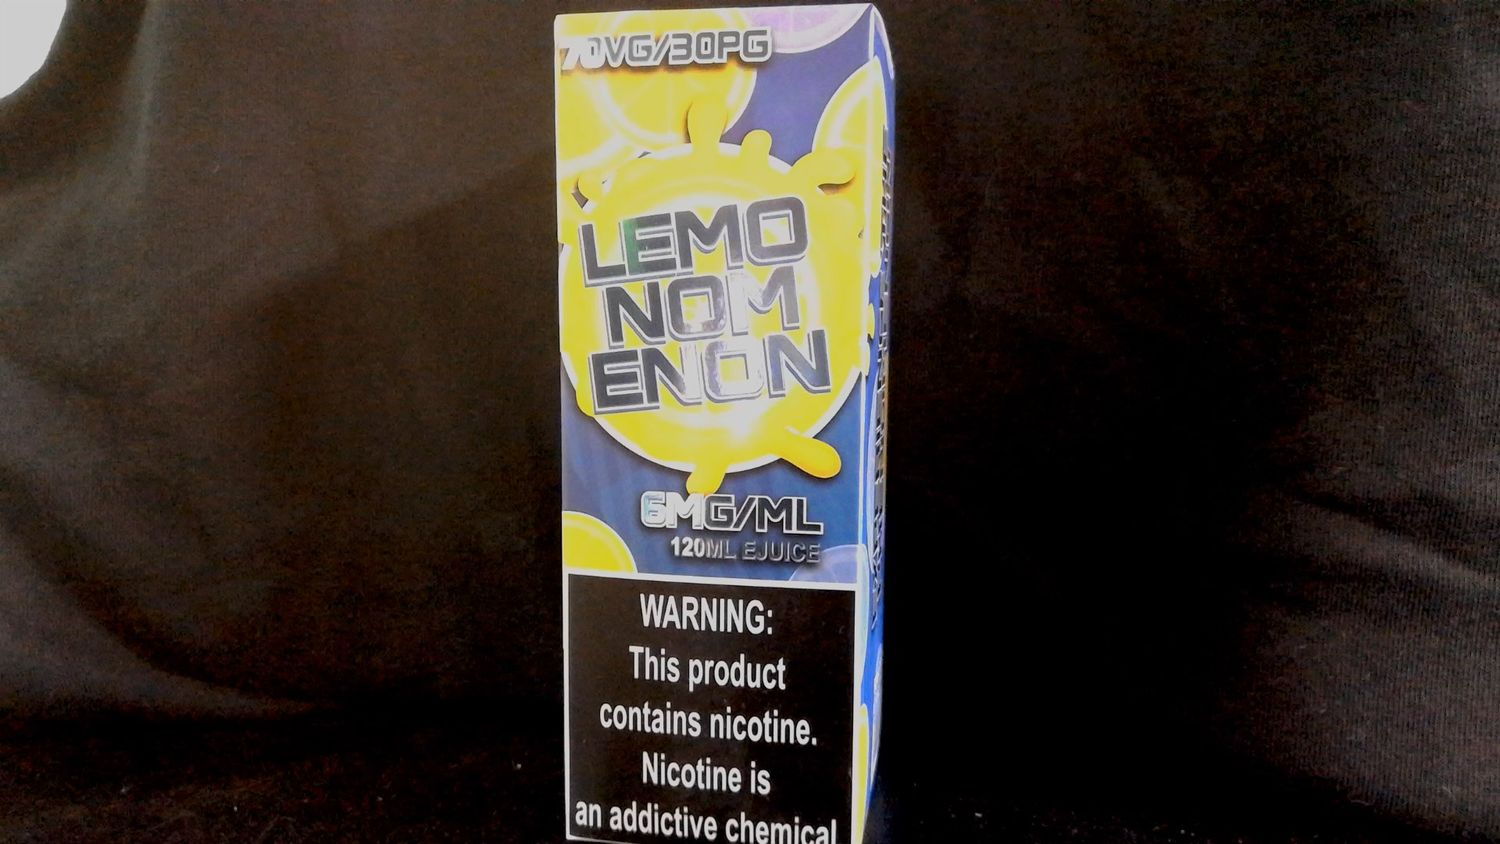 70VG/30PG
LEMO
NOM
ENON
6MG/ML
120ML EJUICE
WARNING:
This product
contains nicotine.
Nicotine is
an addictive chemical